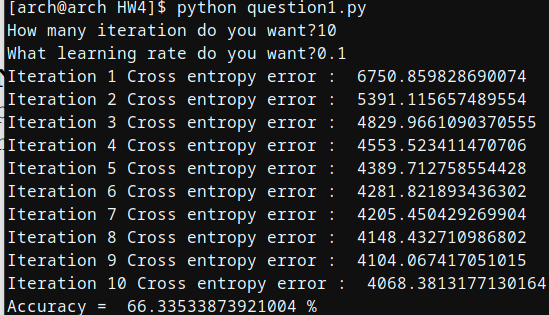 [arch@arch HW4]$ python question1.py
How many iteration do you want?10
What learning rate do you want?0.1
Iteration 1 Cross entropy error :  6750.859828690074
Iteration 2 Cross entropy error :  5391.115657489554
Iteration 3 Cross entropy error :  4829.9661090370555
Iteration 4 Cross entropy error :  4553.523411470706
Iteration 5 Cross entropy error :  4389.712758554428
Iteration 6 Cross entropy error :  4281.821893436302
Iteration 7 Cross entropy error :  4205.450429269904
Iteration 8 Cross entropy error :  4148.432710986802
Iteration 9 Cross entropy error :  4104.067417051015
Iteration 10 Cross entropy error :  4068.3813177130164
Accuracy =  66.33533873921004 %